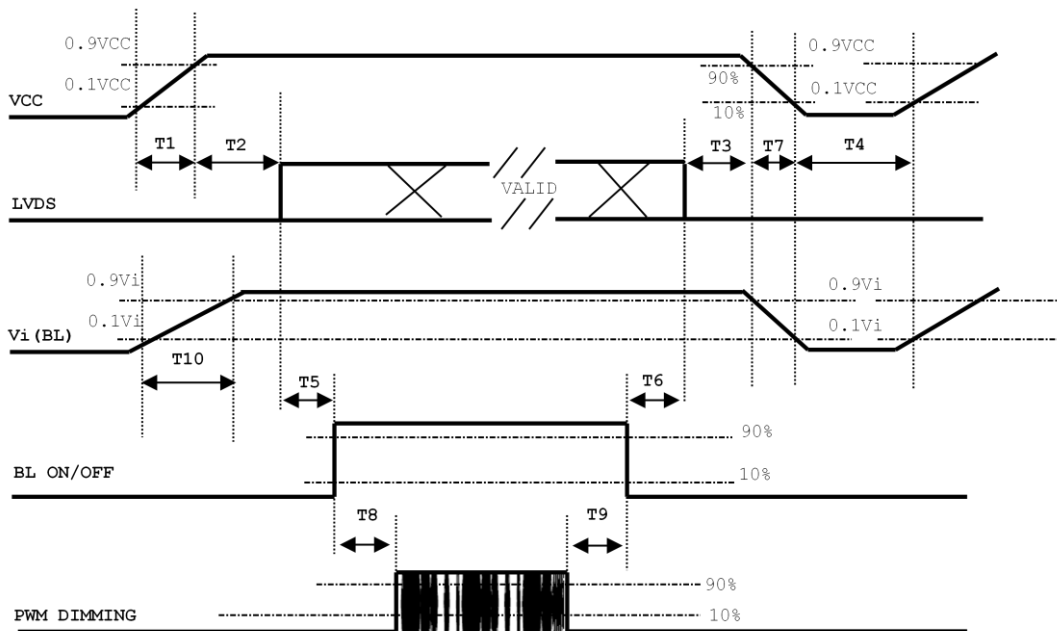 0.9VCC 0.9VCC
0.1VCC 90% 0.1VCC
VCC 10%
T1 T2 T3 T7 T4
VALID
LVDS
0.9Vi 0.9Vi
0.1Vi 0.1Vi
Vi(BL)
T10 T5 T6
90%
BL ON/OFF 10%
T8 T9
90%
PWM DIMMING 10%